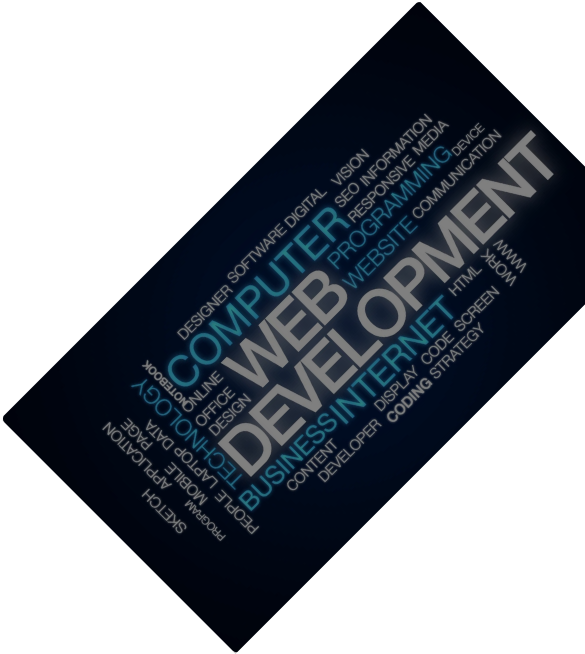 VISION
SEO INFORMATION
DESIGNER SOFTWARE DIGITAL
RESPONSIVE MEDIA
COMPUTER
PROGRAMMING
DEVICE
WEBSITE
COMMUNICATION
WEB
DEVELOPMENT
NOTEBOOK
ONLINE
OFFICE
DESIGN
TECHNOLOGY
BUSINESS
INTERNET
HTML
WORK
WWW
CONTENT
DISPLAY
CODE
SCREEN
DEVELOPER
CODING
STRATEGY
LAPTOP
DATA
PAGE
APPLICATION
MOBILE
PEOPLE
PROGRAM
SKETCH